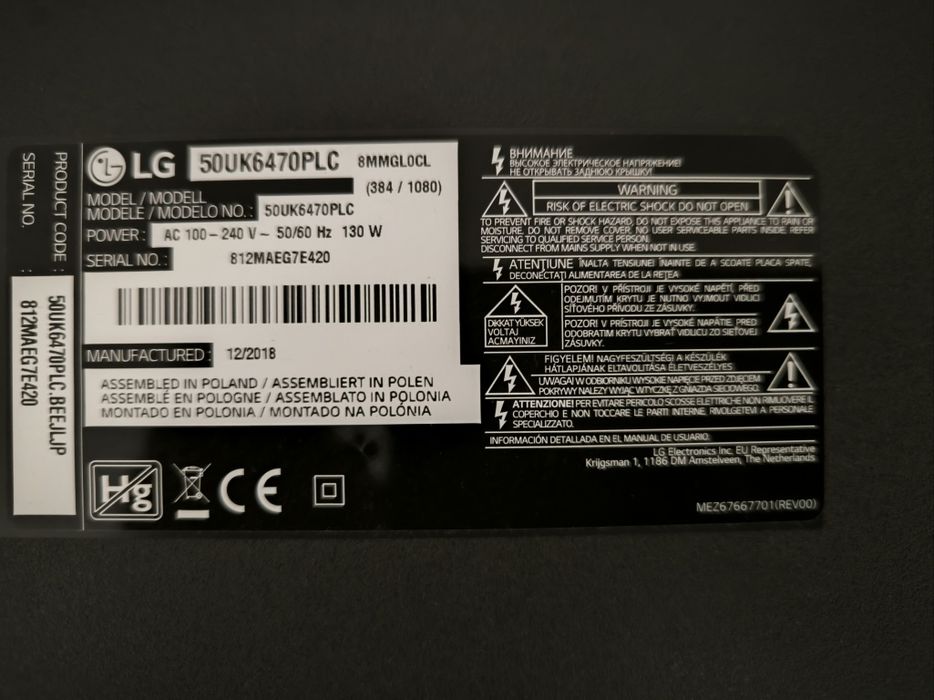 PRODUCT CODE :
50UK6470PLC.BEEJLJP
SERIAL NO. :
812MAEG7E420
LG 50UK6470PLC 8MMGL0CL
(384 / 1080)
MODEL / MODELL
MODELE / MODELO NO. : 50UK6470PLC
POWER : AC 100-240 V~ 50/60 Hz 130 W
SERIAL NO. : 812MAEG7E420
MANUFACTURED : 12/2018
ASSEMBLED IN POLAND / ASSEMBLIERT IN POLEN
ASSEMBLÉ EN POLOGNE / ASSEMBLATO IN POLONIA
MONTADO EN POLONIA / MONTADO NA POLÓNIA
Hg
CE
ВНИМАНИЕ
ВЫСОКОЕ ЭЛЕКТРИЧЕСКОЕ НАПРЯЖЕНИЕ!
НЕ ОТКРЫВАТЬ ЗАДНЮЮ КРЫШКУ!
WARNING
RISK OF ELECTRIC SHOCK DO NOT OPEN
TO PREVENT FIRE OR SHOCK HAZARD, DO NOT EXPOSE THIS APPLIANCE TO RAIN OR
MOISTURE. DO NOT REMOVE COVER. NO USER SERVICEABLE PARTS INSIDE. REFER
SERVICING TO QUALIFIED SERVICE PERSON.
DISCONNECT FROM MAINS SUPPLY WHEN NOT IN USE.
ATENŢIUNE ÎNALTA TENSIUNE! ÎNAINTE DE A SCOATE PLACA SPATE,
DECONECTAŢI ALIMENTAREA DE LA REŢEA
DIKKAT YÜKSEK
VOLTAJ
AÇMAYINIZ
POZOR! V PŘÍSTROJI JE VYSOKÉ NAPĚTÍ, PŘED
ODEJMUTÍM KRYTU JE NUTNO VYJMOUT VIDLICI
SÍŤOVÉHO PŘÍVODU ZE ZÁSUVKY.
POZOR! V PRÍSTROJI JE VYSOKÉ NAPÄTIE, PRED
ODOBRATÍM KRYTU VYBRAŤ VIDLICU ZO SIEŤOVEJ
ZÁSUVKY.
FIGYELEM! NAGYFESZÜLTSÉG! A KÉSZÜLÉK
HÁTLAPJÁNAK ELTÁVOLÍTÁSA ÉLETVESZÉLYES
UWAGA! W ODBIORNIKU WYSOKIE NAPIĘCIE PRZED ZDJĘCIEM
POKRYWY NALEŻY WYJĄĆ WTYCZKĘ Z GNIAZDA SIECIOWEGO.
ATTENZIONE! PER EVITARE PERICOLO SCOSSE ELETTRICHE NON RIMUOVERE IL
COPERCHIO E NON TOCCARE LE PARTI INTERNE. RIVOLGETEVI A PERSONALE
SPECIALIZZATO.
INFORMACIÓN DETALLADA EN EL MANUAL DE USUARIO.
LG Electronics Inc. EU Representative
Krijgsman 1, 1186 DM Amstelveen, The Netherlands
MEZ67667701(REV00)